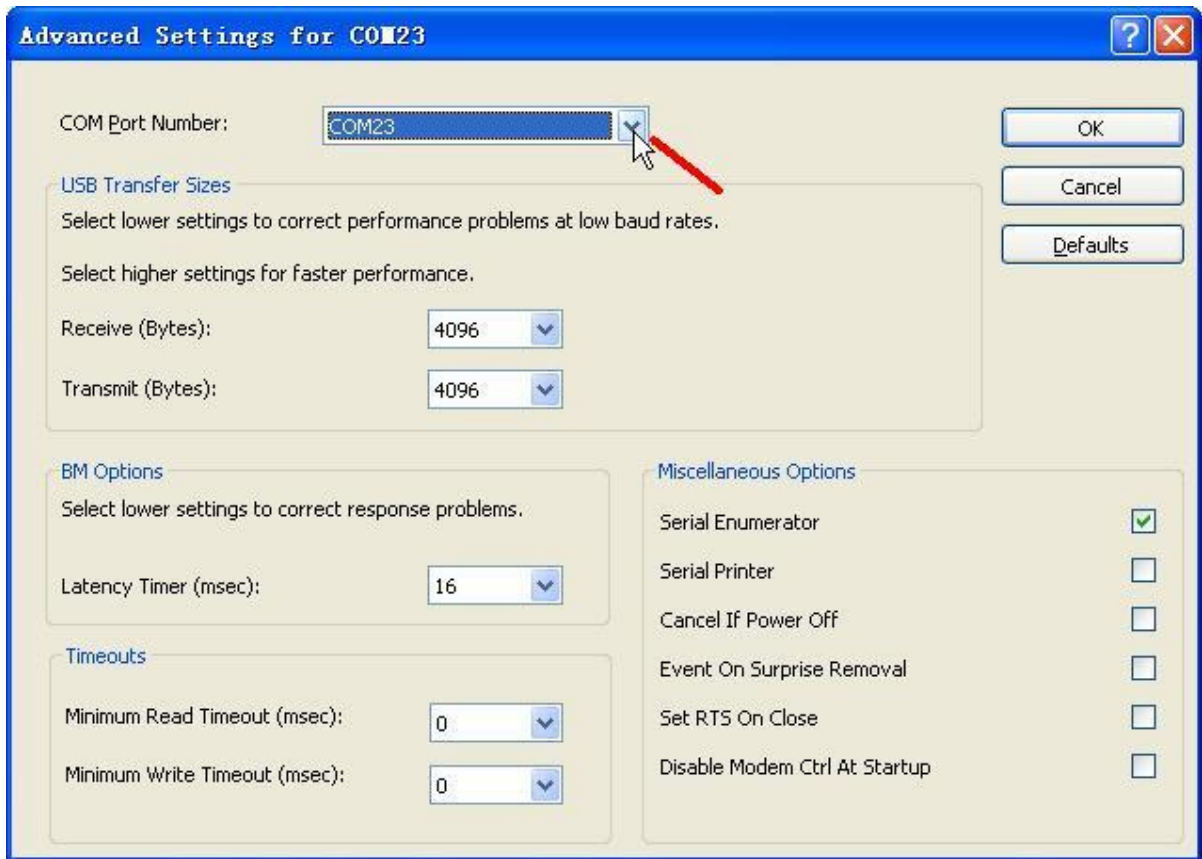 Advanced Settings for COM23
COM Port Number:
COM23
OK
Cancel
Defaults
USB Transfer Sizes
Select lower settings to correct performance problems at low baud rates.
Select higher settings for faster performance.
Receive (Bytes):
4096
Transmit (Bytes):
4096
BM Options
Select lower settings to correct response problems.
Latency Timer (msec):
16
Timeouts
Minimum Read Timeout (msec):
0
Minimum Write Timeout (msec):
0
Miscellaneous Options
Serial Enumerator
Serial Printer
Cancel If Power Off
Event On Surprise Removal
Set RTS On Close
Disable Modem Ctrl At Startup